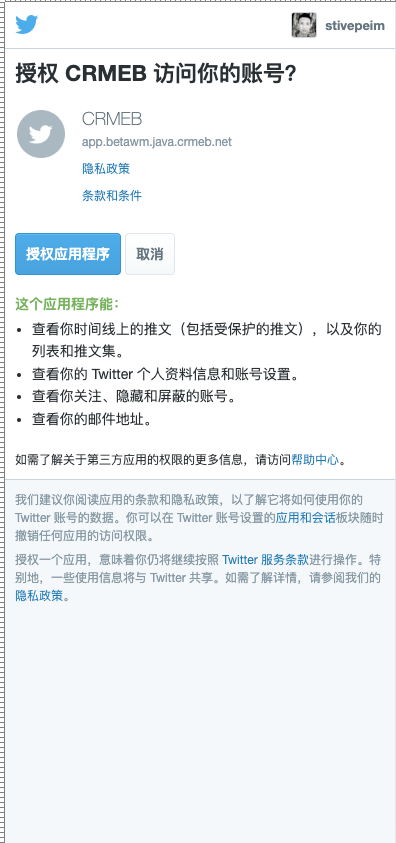 stivepeim
授权 CRMEB 访问你的账号?
CRMEB
app.betawm.java.crmeb.net
隐私政策
条款和条件
授权应用程序 取消
这个应用程序能：
• 查看你时间线上的推文（包括受保护的推文），以及你的
列表和推文集。
• 查看你的 Twitter 个人资料信息和账号设置。
• 查看你关注、隐藏和屏蔽的账号。
• 查看你的邮件地址。
如需了解关于第三方应用的权限的更多信息，请访问帮助中心。
我们建议你阅读应用的条款和隐私政策，以了解它将如何使用你的
Twitter 账号的数据。你可以在 Twitter 账号设置的应用和会话板块随时
撤销任何应用的访问权限。
授权一个应用，意味着你仍将继续按照 Twitter 服务条款进行操作。特
别地，一些使用信息将与 Twitter 共享。如需了解详情，请参阅我们的
隐私政策。